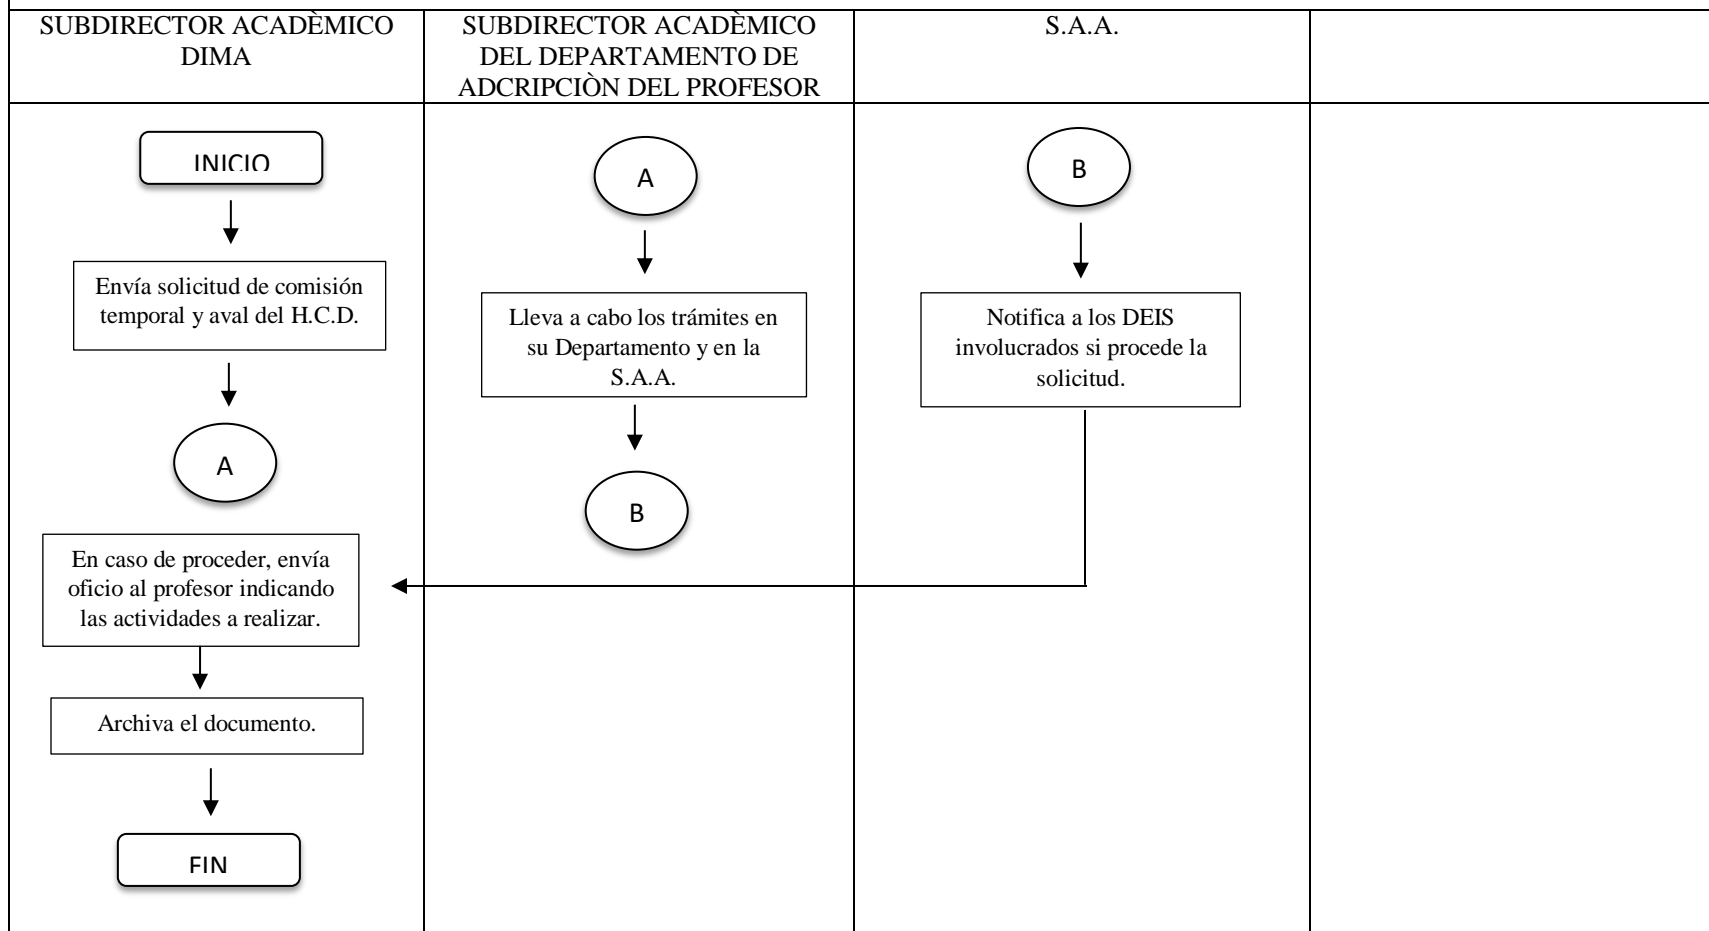 SUBDIRECTOR ACADÈMICO
DIMA
SUBDIRECTOR ACADÈMICO
DEL DEPARTAMENTO DE
ADCRIPCIÒN DEL PROFESOR
S.A.A.
INICIO
Envía solicitud de comisión
temporal y aval del H.C.D.
A
En caso de proceder, envía
oficio al profesor indicando
las actividades a realizar.
Archiva el documento.
FIN
A
Lleva a cabo los trámites en
su Departamento y en la
S.A.A.
B
B
Notifica a los DEIS
involucrados si procede la
solicitud.